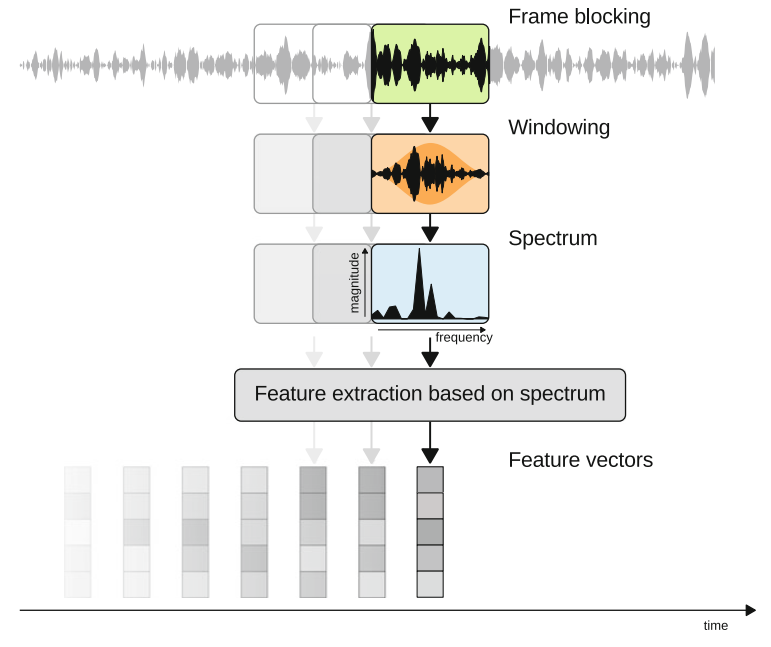 Frame blocking
Windowing
Spectrum
magnitude
frequency
Feature extraction based on spectrum
Feature vectors
time